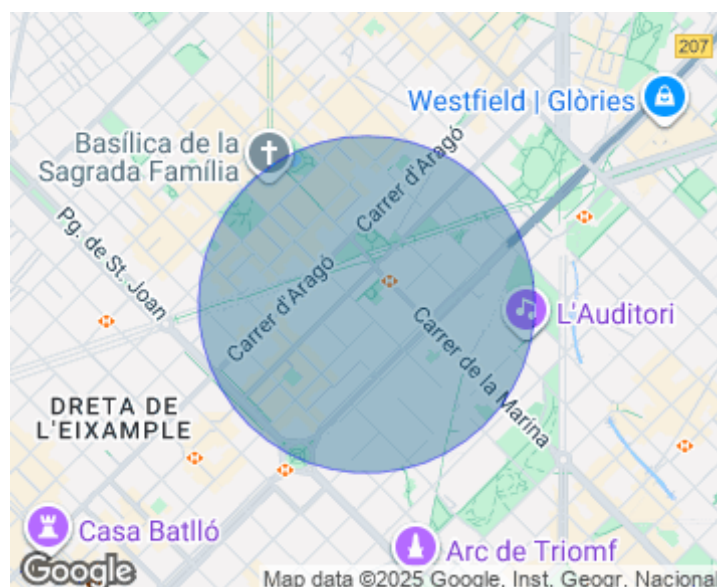 207
Westfield | Glòries
Basílica de la
Sagrada Família
Carrer d'Aragó
Pg. de St. Joan
Carrer d'Aragó
L'Auditori
Carrer de la Marina
DRETA DE
L'EIXAMPLE
Casa Batlló
Arc de Triomf
Google
Map data ©2025 Google, Inst. Geogr. Nacional